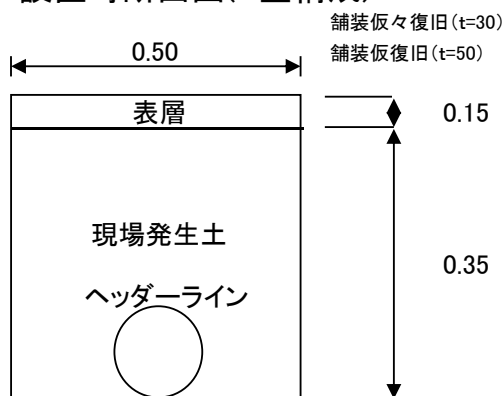 舗装仮々復旧(t=30)
0.50
舗装仮復旧(t=50)
表層
0.15
現場発生土
0.35
ヘッダーライン